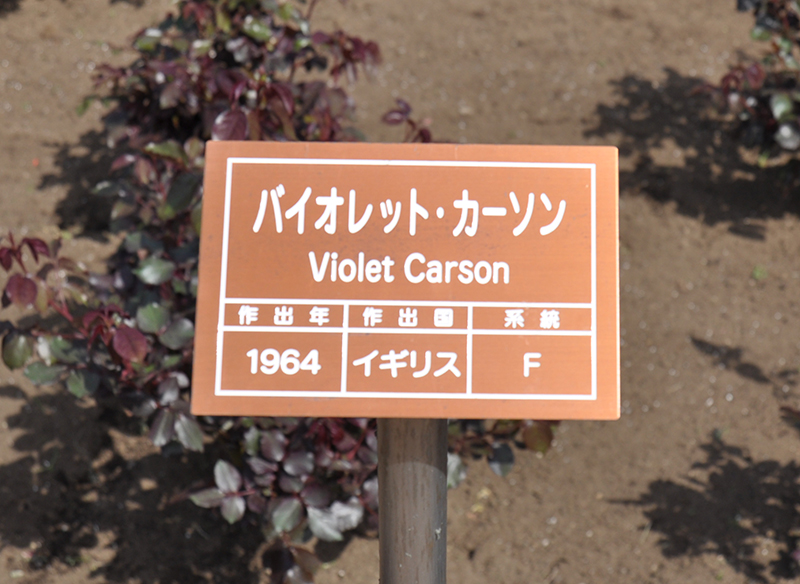 バイオレット・カーソン
Violet Carson
作出年 作出国 系統
1964 イギリス F